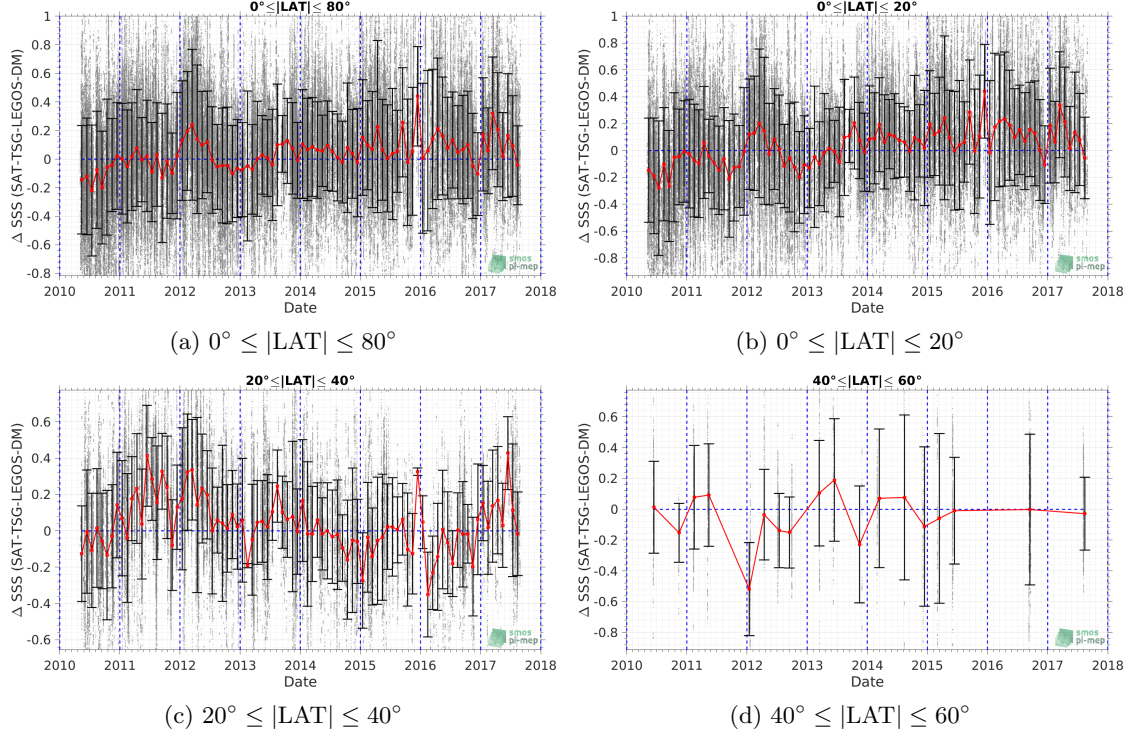 0°≤|LAT|≤ 80°
Δ SSS (SAT-TSG-LEGOS-DM)
1
0.8
0.6
0.4
0.2
0
-0.2
-0.4
-0.6
-0.8
2010 2011 2012 2013 2014 2015 2016 2017 2018
Date
smos
pi-mep
(a) 0° ≤ |LAT| ≤ 80°
0°≤|LAT|≤ 20°
Δ SSS (SAT-TSG-LEGOS-DM)
1
0.8
0.6
0.4
0.2
0
-0.2
-0.4
-0.6
-0.8
2010 2011 2012 2013 2014 2015 2016 2017 2018
Date
smos
pi-mep
(b) 0° ≤ |LAT| ≤ 20°
20°≤|LAT|≤ 40°
Δ SSS (SAT-TSG-LEGOS-DM)
0.6
0.4
0.2
0
-0.2
-0.4
-0.6
2010 2011 2012 2013 2014 2015 2016 2017 2018
Date
smos
pi-mep
(c) 20° ≤ |LAT| ≤ 40°
40°≤|LAT|≤ 60°
Δ SSS (SAT-TSG-LEGOS-DM)
0.6
0.4
0.2
0
-0.2
-0.4
-0.6
-0.8
2010 2011 2012 2013 2014 2015 2016 2017 2018
Date
smos
pi-mep
(d) 40° ≤ |LAT| ≤ 60°